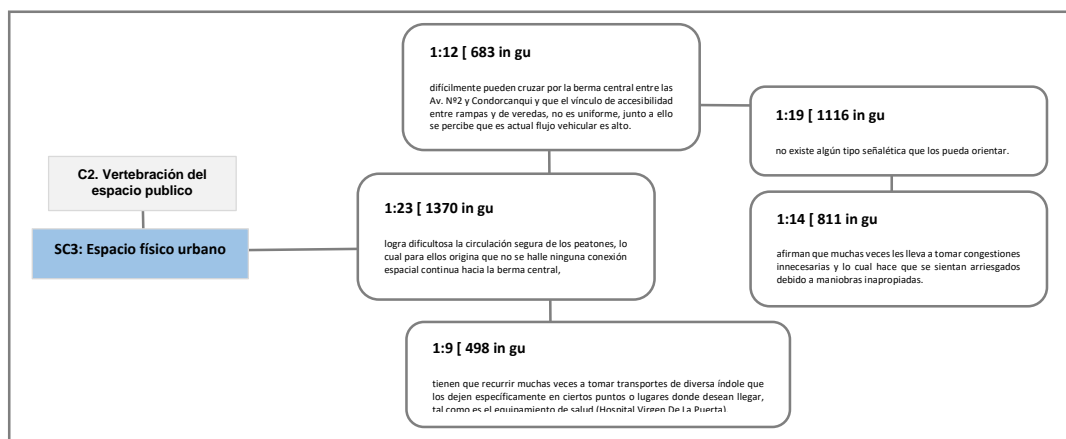 1:12 [ 683 in gu
difícilmente pueden cruzar por la berma central entre las
Av. Nº2 y Condorcanqui y que el vínculo de accesibilidad
entre rampas y de veredas, no es uniforme, junto a ello
se percibe que es actual flujo vehicular es alto.
1:19 [ 1116 in gu
no existe algún tipo señalética que los pueda orientar.
C2. Vertebración del
espacio publico
SC3: Espacio físico urbano
1:23 [ 1370 in gu
logra dificultosa la circulación segura de los peatones, lo
cual para ellos origina que no se halle ninguna conexión
espacial continua hacia la berma central,
1:14 [ 811 in gu
afirman que muchas veces les lleva a tomar congestiones
innecesarias y lo cual hace que se sientan arriesgados
debido a maniobras inapropiadas.
1:9 [ 498 in gu
tienen que recurrir muchas veces a tomar transportes de diversa índole que
los dejen específicamente en ciertos puntos o lugares donde desean llegar,
tal como es el equipamiento de salud (Hospital Virgen De La Puerta).